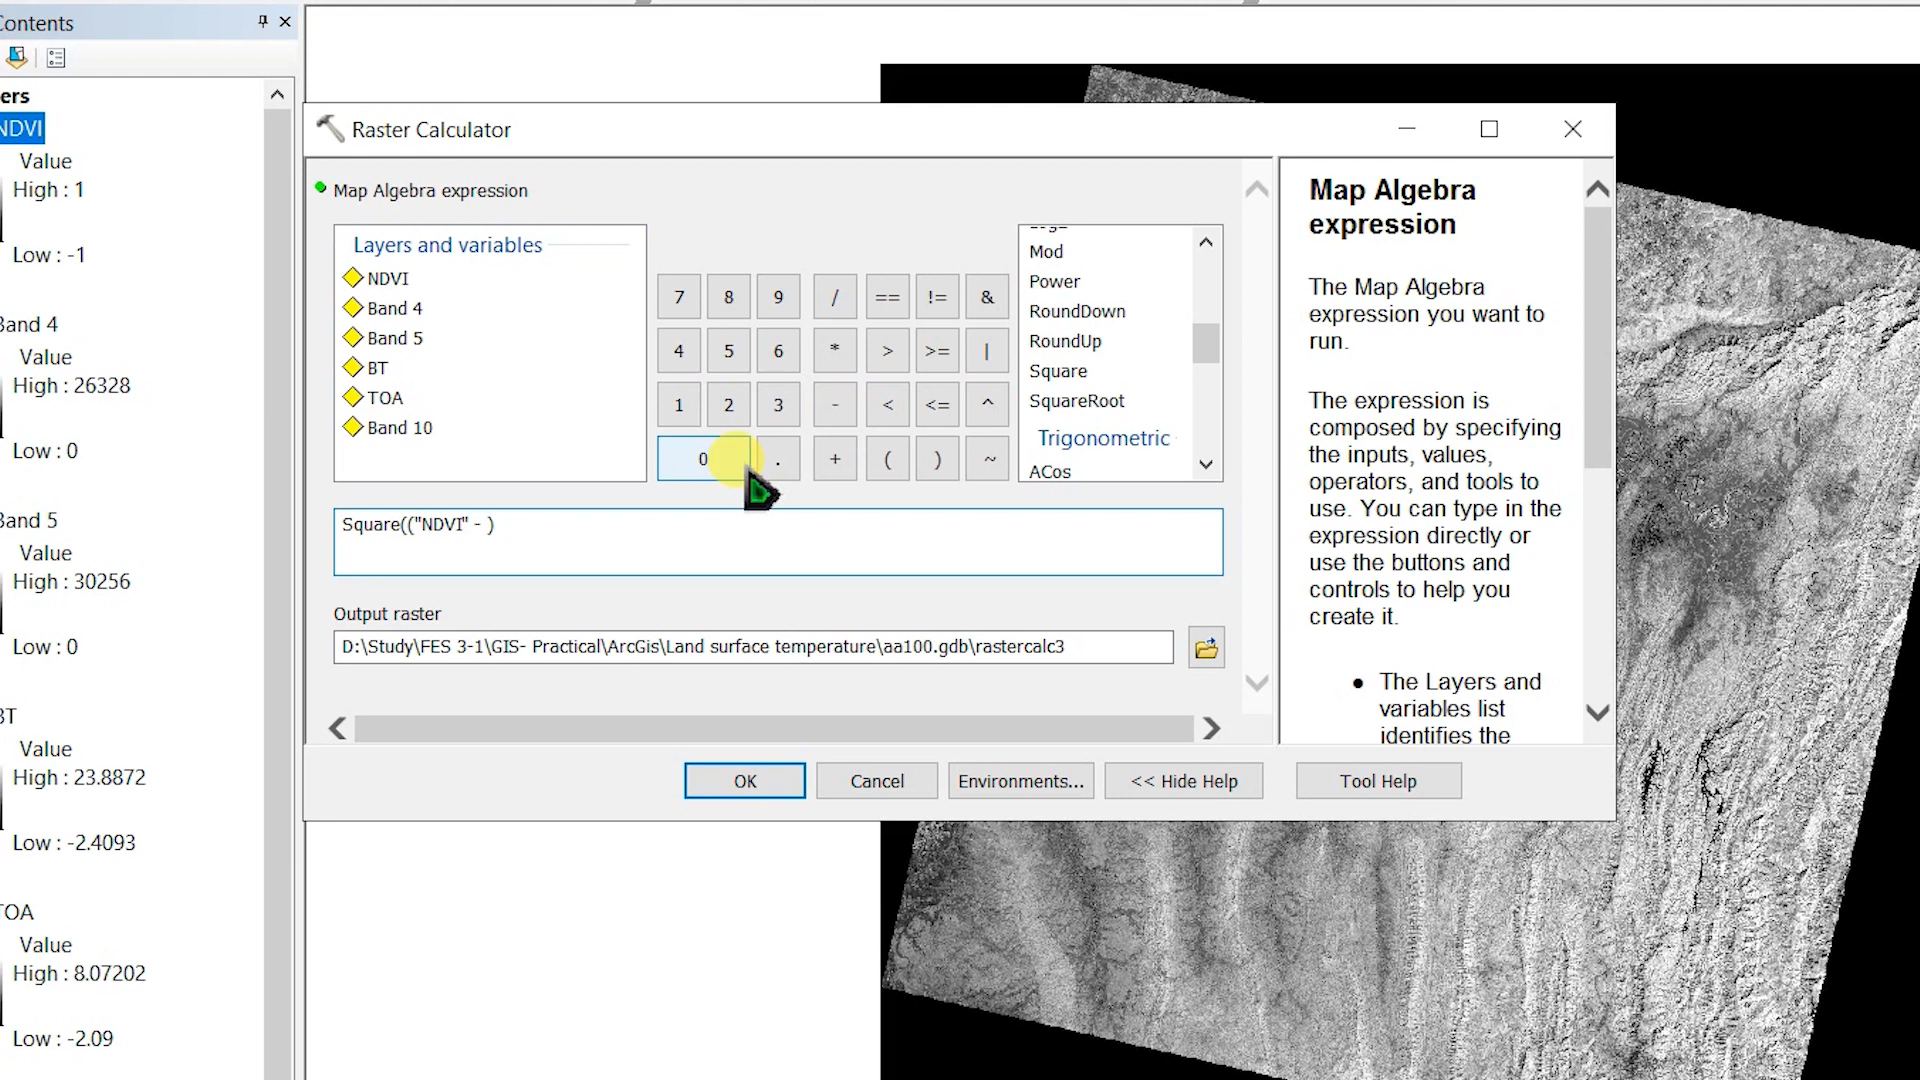 Contents
ers
NDVI
Value
High : 1
Low : -1
Band 4
Value
High : 26328
Low : 0
Band 5
Value
High : 30256
Low : 0
BT
Value
High : 23.8872
Low : -2.4093
TOA
Value
High : 8.07202
Low : -2.09
Raster Calculator
Map Algebra expression
Layers and variables
NDVI
Band 4
Band 5
BT
TOA
Band 10
7 8 9 / == != &
4 5 6 * > >= |
1 2 3 - < <= ^
0 . + ( ) ~
Mod
Power
RoundDown
RoundUp
Square
SquareRoot
Trigonometric
ACos
Square(("NDVI" - )
Output raster
D:\Study\FES 3-1\GIS- Practical\ArcGis\Land surface temperature\aa100.gdb\rastercalc3
OK
Cancel
Environments...
<< Hide Help
Tool Help
Map Algebra
expression
The Map Algebra
expression you want to
run.
The expression is
composed by specifying
the inputs, values,
operators, and tools to
use. You can type in the
expression directly or
use the buttons and
controls to help you
create it.
• The Layers and
variables list
identifies the